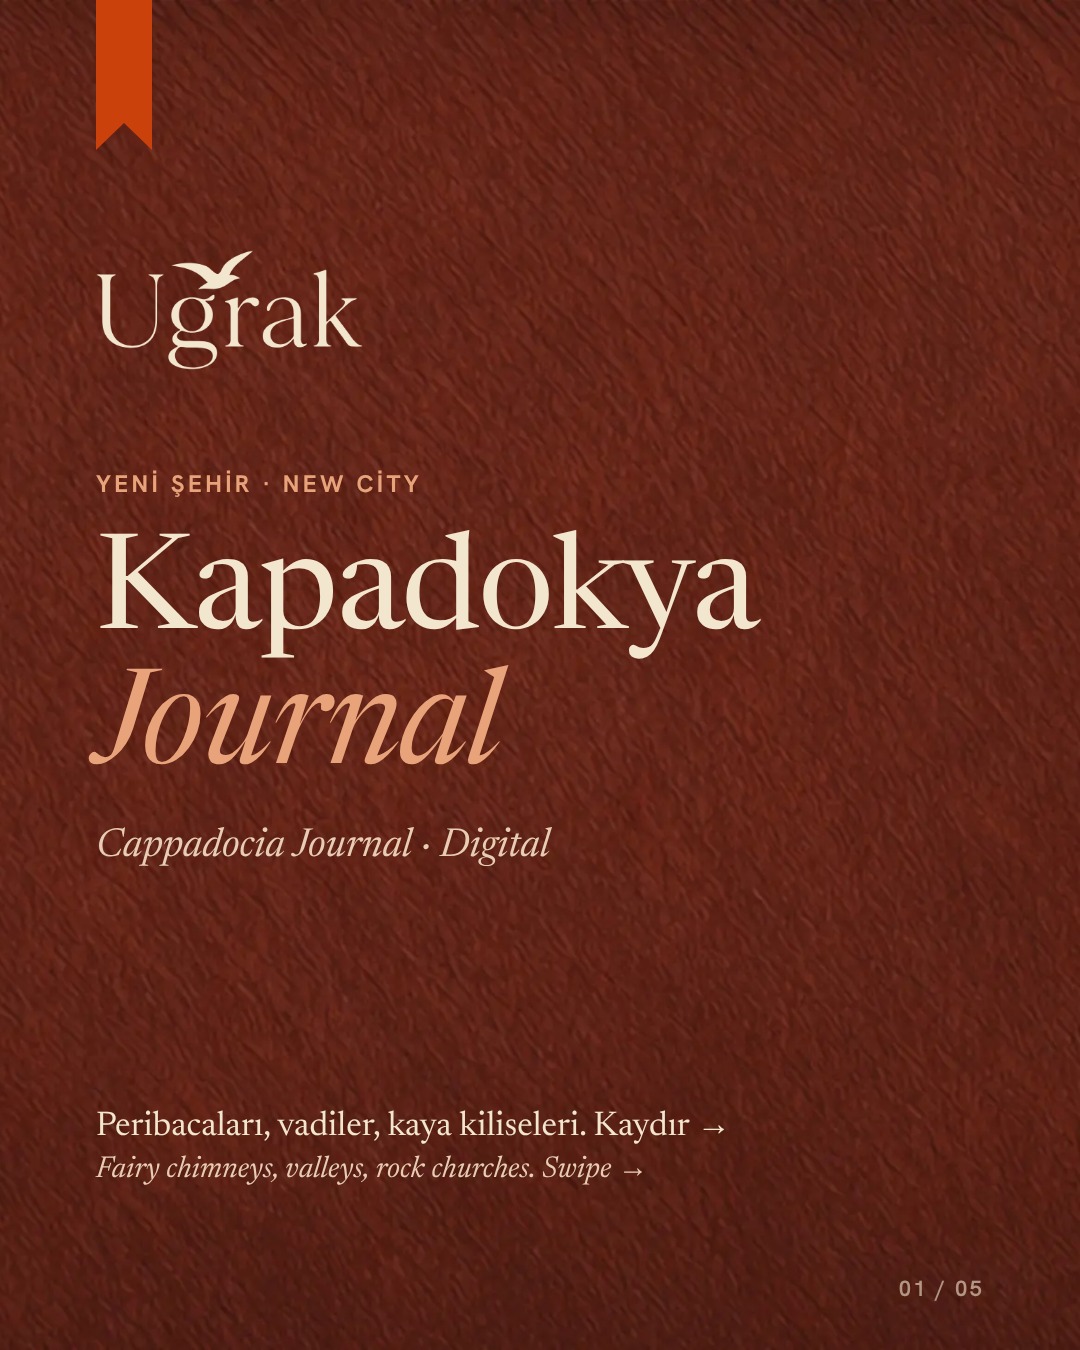 Uğrak
YENİ ŞEHİR · NEW CİTY
Kapadokya
Journal
Cappadocia Journal · Digital
Peribacaları, vadiler, kaya kiliseleri. Kaydır →
Fairy chimneys, valleys, rock churches. Swipe →
01 / 05